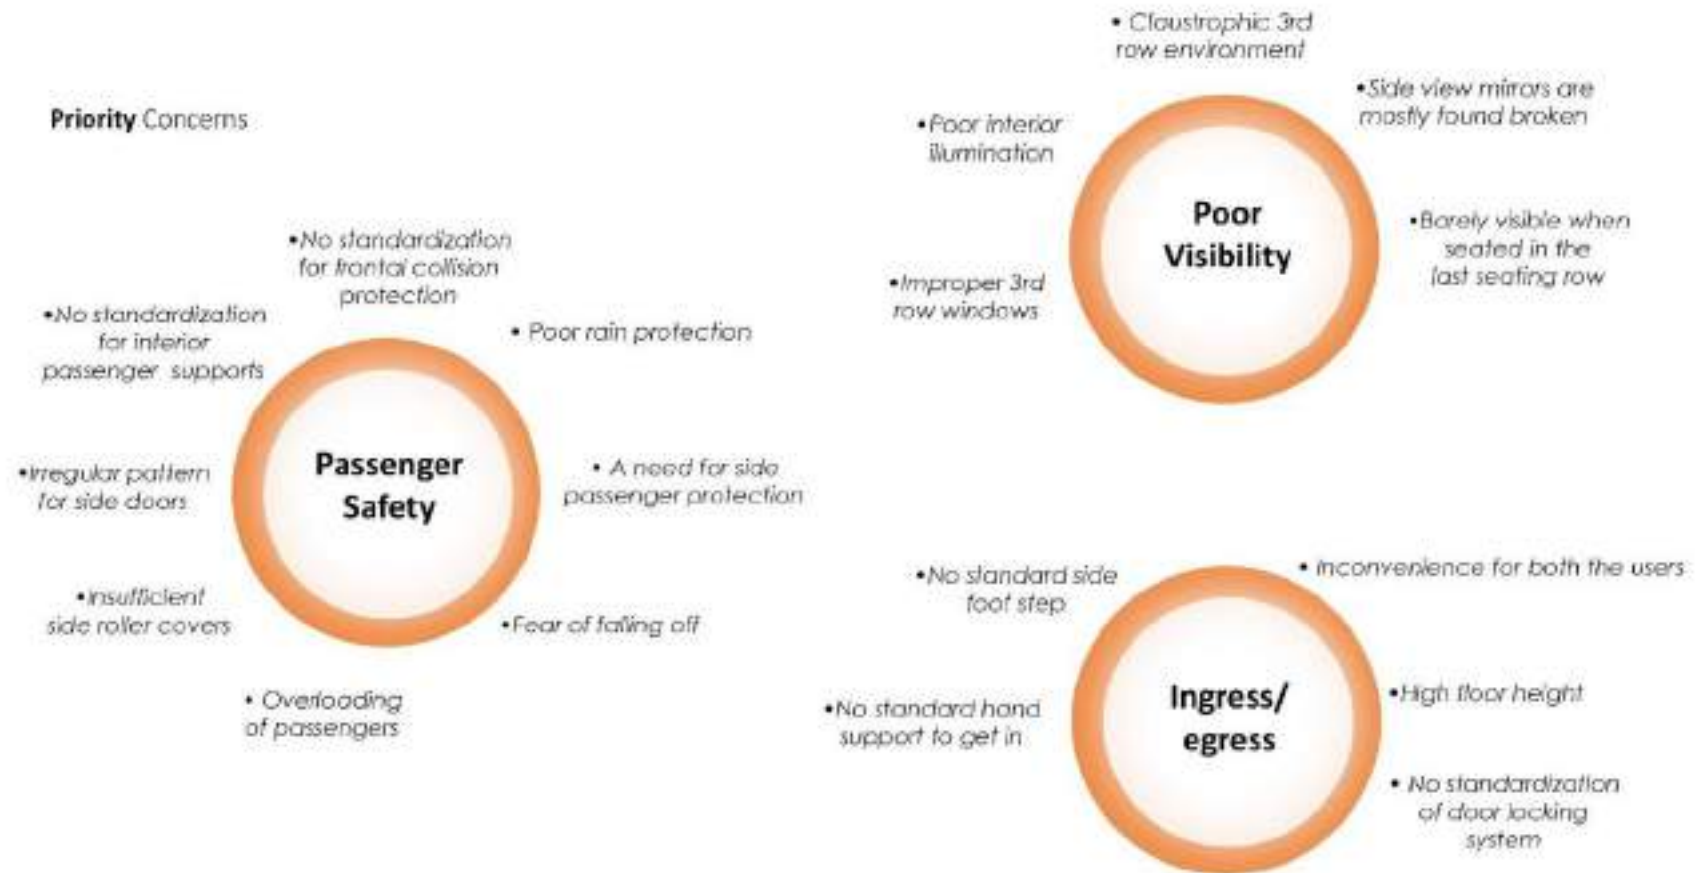 Priority Concerns
•No standardization
for frontal collision
protection
•No standardization
for interior
passenger supports
• Poor rain protection
•Irregular pattern
for side doors
Passenger
Safety
• A need for side
passenger protection
•Insufficient
side roller covers
•Fear of falling off
• Overloading
of passengers
• Claustrophic 3rd
row environment
•Poor interior
illumination
•Side view mirrors are
mostly found broken
Poor
Visibility
•Barely visible when
seated in the
last seating row
•Improper 3rd
row windows
•No standard side
foot step
• Inconvenience for both the users
•No standard hand
support to get in
Ingress/
egress
•High floor height
• No standardization
of door locking
system